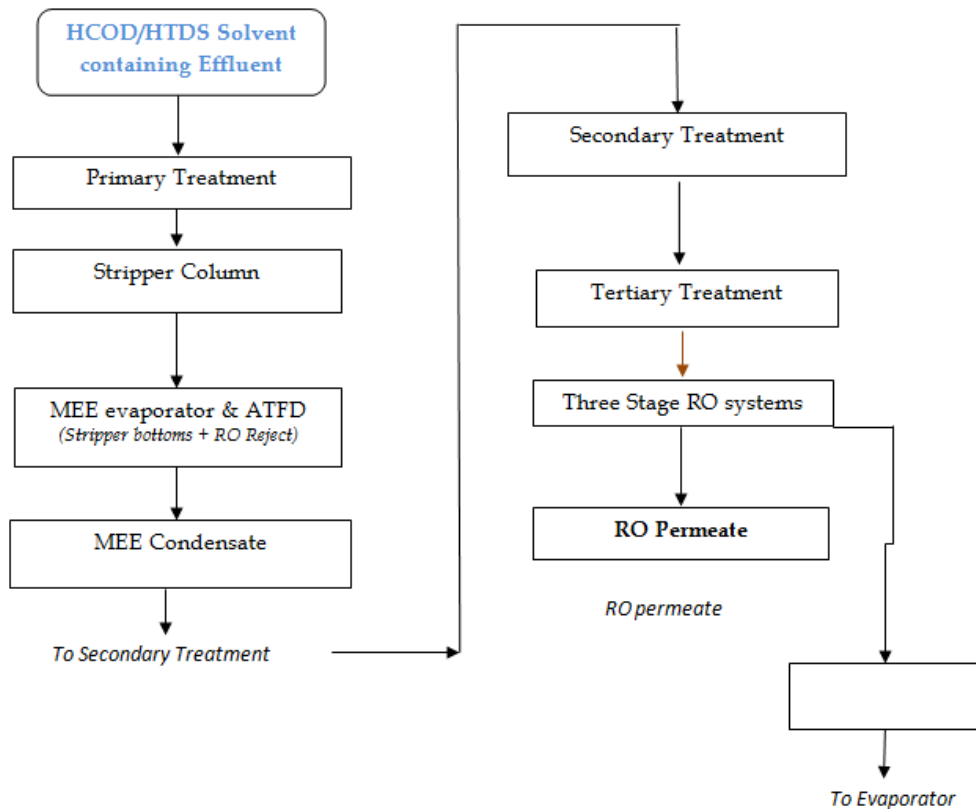 HCOD/HTDS Solvent
containing Effluent
Primary Treatment
Stripper Column
MEE evaporator & ATFD
(Stripper bottoms + RO Reject)
MEE Condensate
To Secondary Treatment
Secondary Treatment
Tertiary Treatment
Three Stage RO systems
RO Permeate
RO permeate
To Evaporator